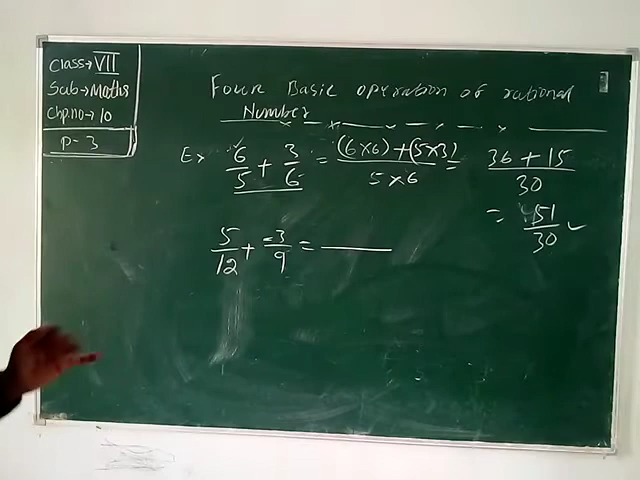 Class→VII
Sub→Maths
Chp.no→10
P-3
Four Basic operation of rational
Number
Ex 6/5 + 3/6 = (6×6)+(5×3)/5×6 = 36+15/30
= 51/30
5/12 + -3/9 =